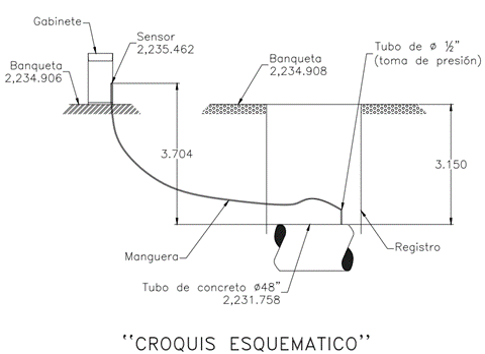 Gabinete
Sensor
2,235.462
Banqueta
2,234.906
Banqueta
2,234.908
Tubo de ø ½”
(toma de presión)
3.704
3.150
Manguera
Registro
Tubo de concreto ø48”
2,231.758
“CROQUIS ESQUEMATICO”